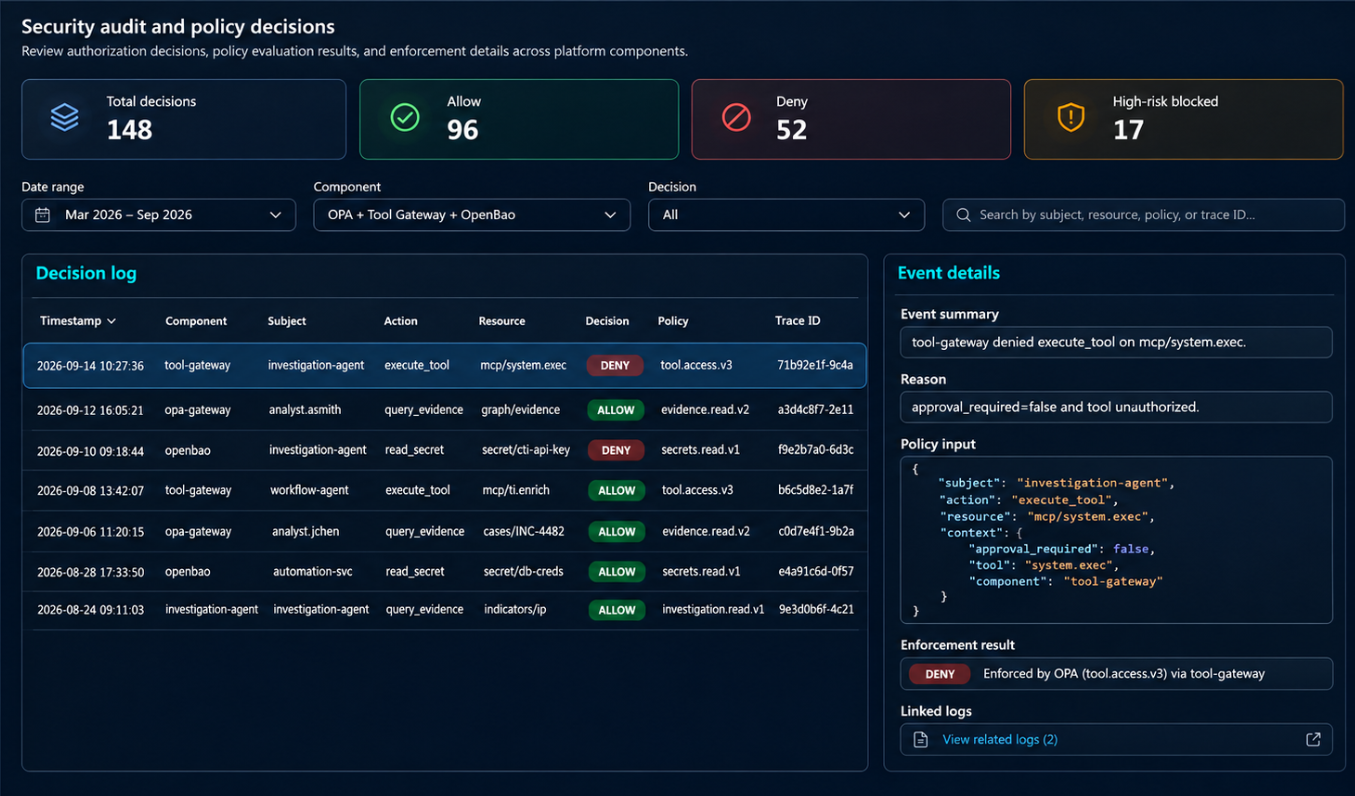 Security audit and policy decisions
Review authorization decisions, policy evaluation results, and enforcement details across platform components.
Total decisions
148
Allow
96
Deny
52
High-risk blocked
17
Date range
Mar 2026 – Sep 2026
Component
OPA + Tool Gateway + OpenBao
Decision
All
Search by subject, resource, policy, or trace ID...
Decision log
Timestamp Component Subject Action Resource Decision Policy Trace ID
2026-09-14 10:27:36 tool-gateway investigation-agent execute_tool mcp/system.exec DENY tool.access.v3 71b92e1f-9c4a
2026-09-12 16:05:21 opa-gateway analyst.asmith query_evidence graph/evidence ALLOW evidence.read.v2 a3d4c8f7-2e11
2026-09-10 09:18:44 openbao investigation-agent read_secret secret/cti-api-key DENY secrets.read.v1 f9e2b7a0-6d3c
2026-09-08 13:42:07 tool-gateway workflow-agent execute_tool mcp/ti.enrich ALLOW tool.access.v3 b6c5d8e2-1a7f
2026-09-06 11:20:15 opa-gateway analyst.jchen query_evidence cases/INC-4482 ALLOW evidence.read.v2 c0d7e4f1-9b2a
2026-08-28 17:33:50 openbao automation-svc read_secret secret/db-creds ALLOW secrets.read.v1 e4a91c6d-0f57
2026-08-24 09:11:03 investigation-agent investigation-agent query_evidence indicators/ip ALLOW investigation.read.v1 9e3d0b6f-4c21
Event details
Event summary
tool-gateway denied execute_tool on mcp/system.exec.
Reason
approval_required=false and tool unauthorized.
Policy input
{
"subject": "investigation-agent",
"action": "execute_tool",
"resource": "mcp/system.exec",
"context": {
"approval_required": false,
"tool": "system.exec",
"component": "tool-gateway"
}
}
Enforcement result
DENY Enforced by OPA (tool.access.v3) via tool-gateway
Linked logs
View related logs (2)